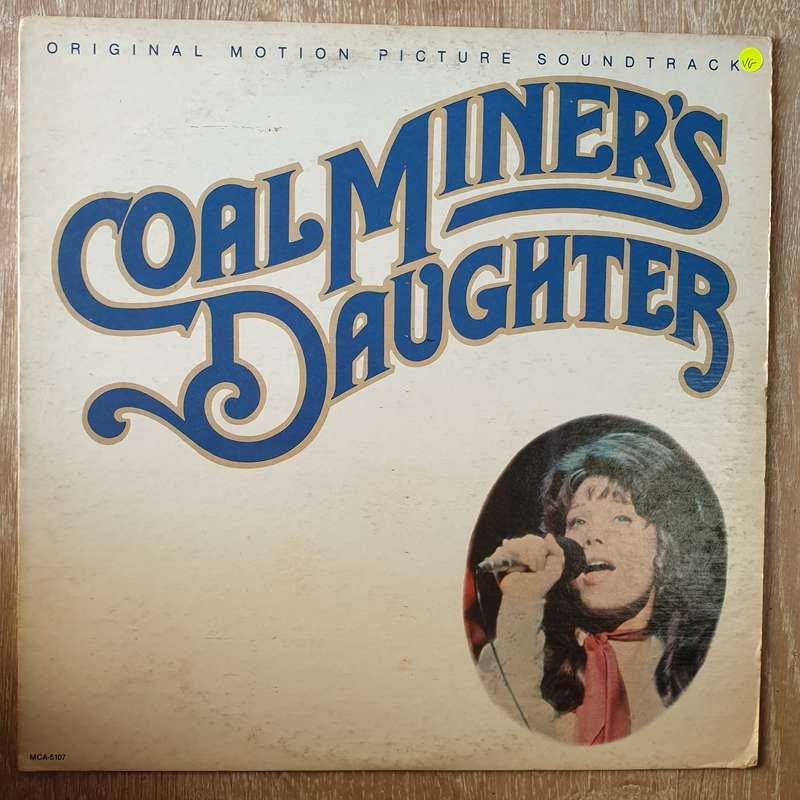 ORIGINAL MOTION PICTURE SOUNDTRACK
VG
COAL MINER'S
DAUGHTER
MCA-5107